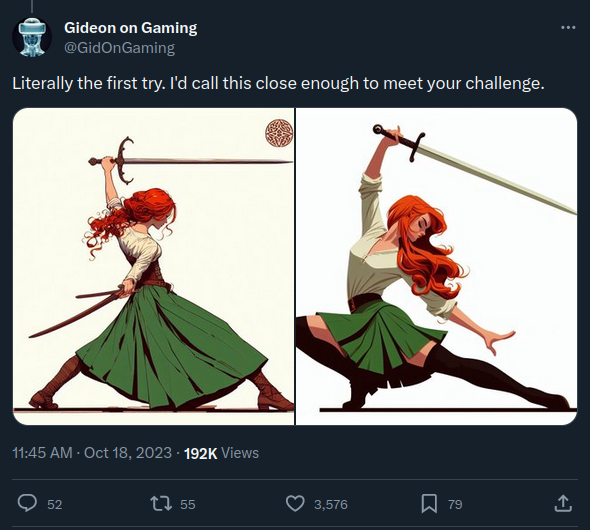 Gideon on Gaming
@GidOnGaming
Literally the first try. I'd call this close enough to meet your challenge.
11:45 AM · Oct 18, 2023 · 192K Views
52 55 3,576 79